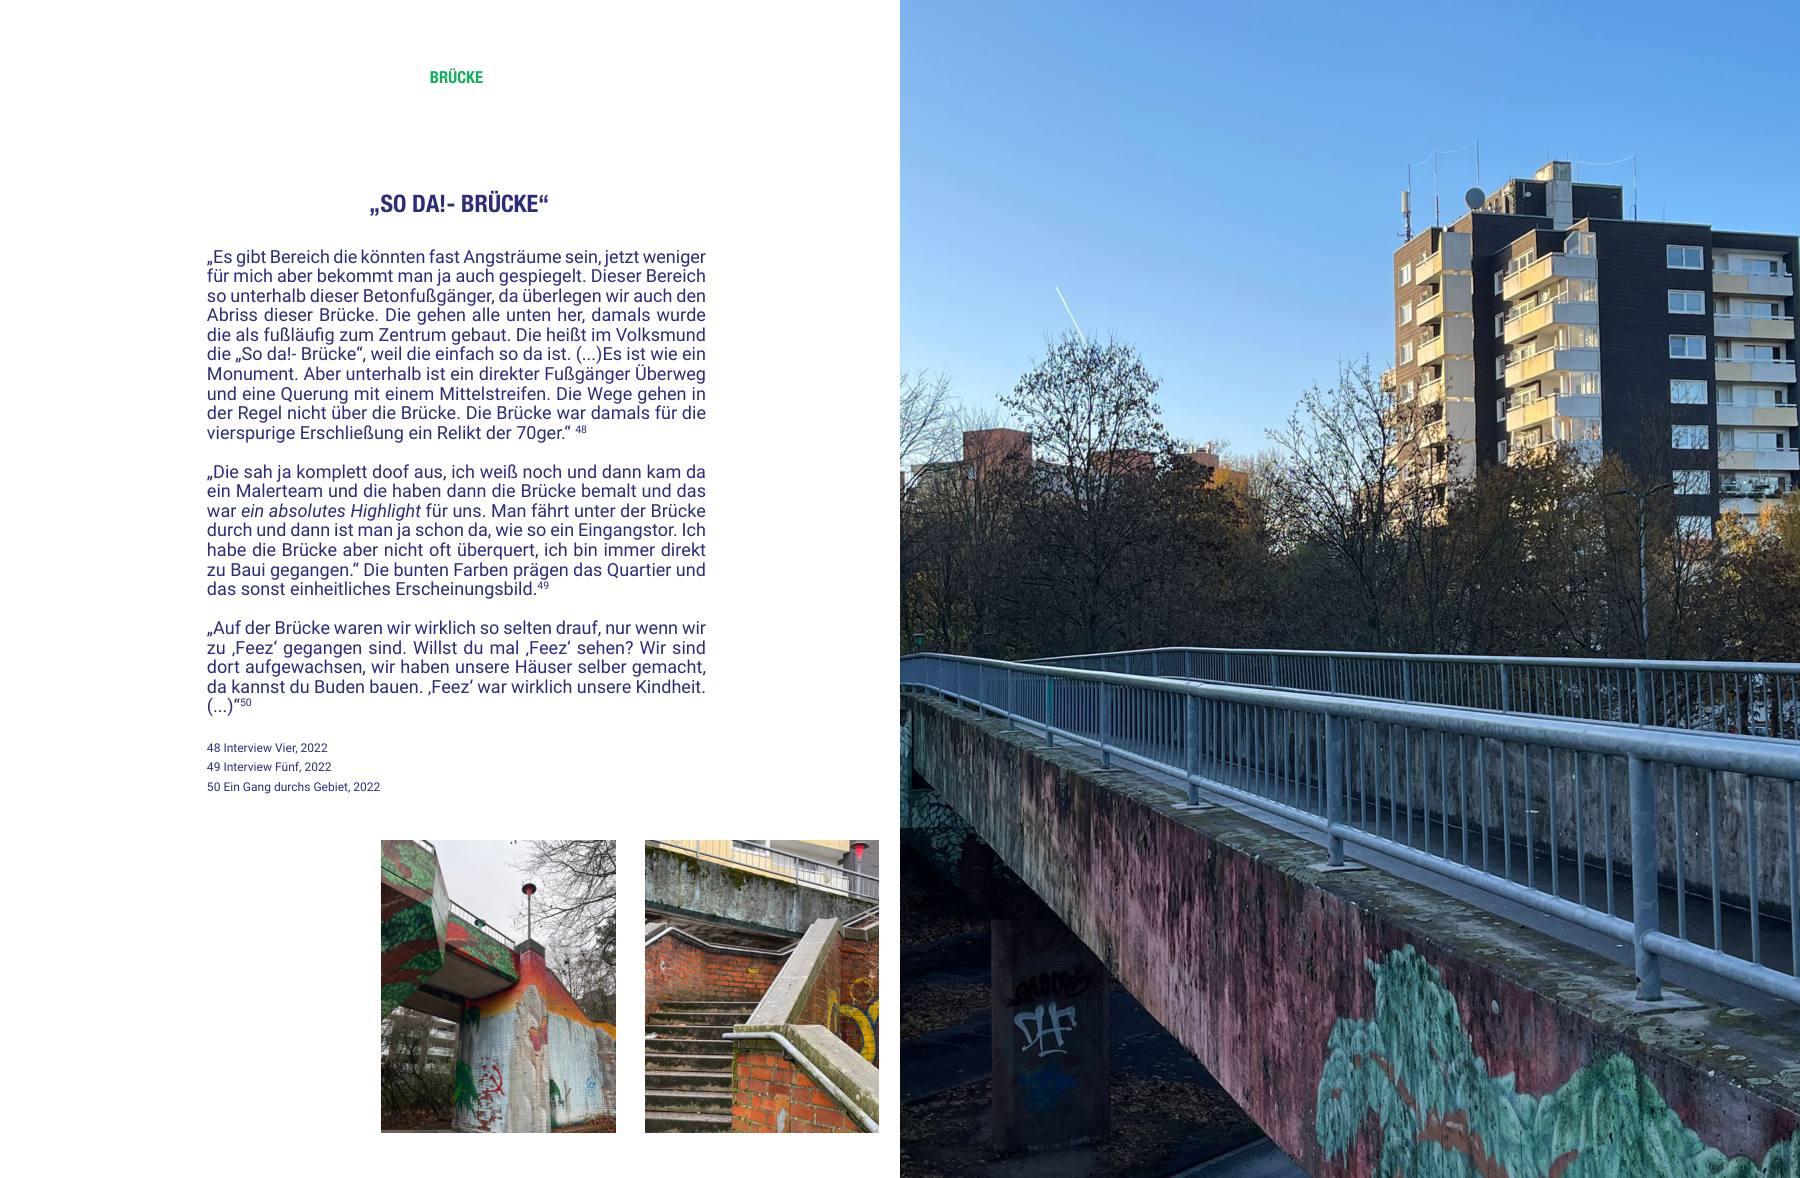 BRÜCKE
„SO DA!- BRÜCKE“
„Es gibt Bereich die könnten fast Angsträume sein, jetzt weniger
für mich aber bekommt man ja auch gespiegelt. Dieser Bereich
so unterhalb dieser Betonfußgänger, da überlegen wir auch den
Abriss dieser Brücke. Die gehen alle unten her, damals wurde
die als fußläufig zum Zentrum gebaut. Die heißt im Volksmund
die „So da!- Brücke“, weil die einfach so da ist. (...)Es ist wie ein
Monument. Aber unterhalb ist ein direkter Fußgänger Überweg
und eine Querung mit einem Mittelstreifen. Die Wege gehen in
der Regel nicht über die Brücke. Die Brücke war damals für die
vierspurige Erschließung ein Relikt der 70ger.“ 48
„Die sah ja komplett doof aus, ich weiß noch und dann kam da
ein Malerteam und die haben dann die Brücke bemalt und das
war ein absolutes Highlight für uns. Man fährt unter der Brücke
durch und dann ist man ja schon da, wie so ein Eingangstor. Ich
habe die Brücke aber nicht oft überquert, ich bin immer direkt
zu Baui gegangen.“ Die bunten Farben prägen das Quartier und
das sonst einheitliches Erscheinungsbild.49
„Auf der Brücke waren wir wirklich so selten drauf, nur wenn wir
zu ‚Feez‘ gegangen sind. Willst du mal ‚Feez‘ sehen? Wir sind
dort aufgewachsen, wir haben unsere Häuser selber gemacht,
da kannst du Buden bauen. ‚Feez‘ war wirklich unsere Kindheit.
(...)“50
48 Interview Vier, 2022
49 Interview Fünf, 2022
50 Ein Gang durchs Gebiet, 2022